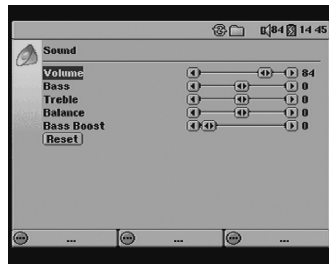 84 14 45
Sound
Volume 84
Bass 0
Treble 0
Balance 0
Bass Boost 0
Reset
... ... ...